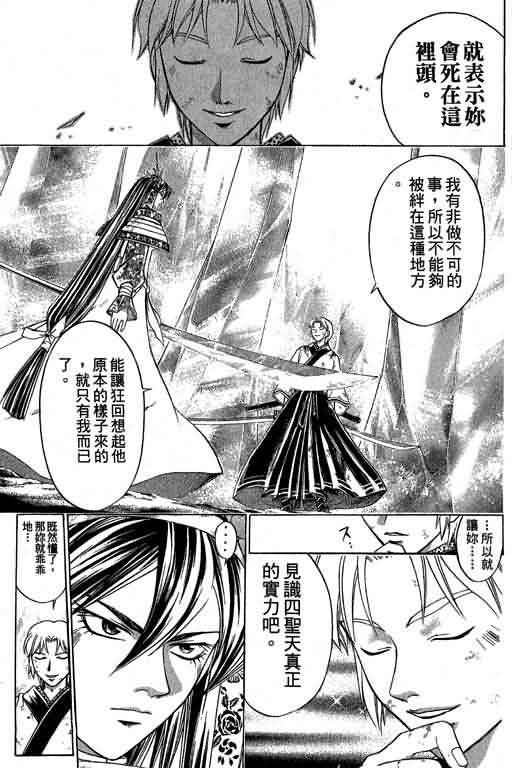 就表示妳
會死在這
裡頭。
我有非做不可的
事，所以不能夠
被絆在這種地方
。
能讓狂回想起他
原本的樣子來的
，就只有我而已
了。
…所以就
讓妳……
ス…
見識四聖天真正
的實力吧。
…
既然懂了，
那妳就乖乖
地…